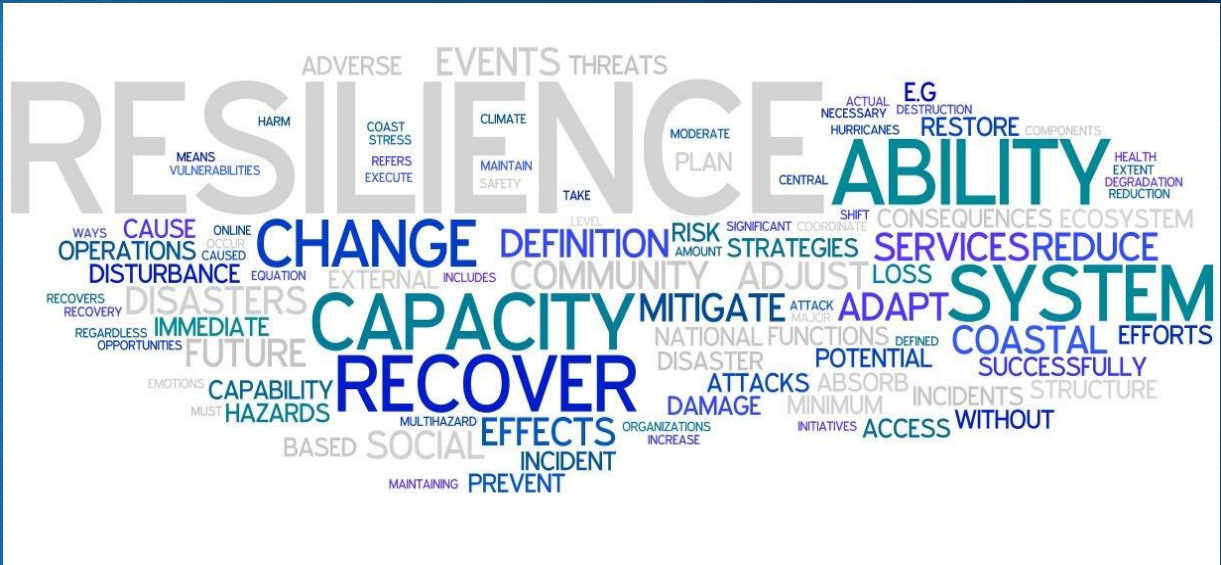 ADVERSE EVENTS THREATS
RESILIENCE
HARM
COAST
STRESS
CLIMATE
MODERATE
ACTUAL
E.G
NECESSARY
DESTRUCTION
HURRICANES
RESTORE
COMPONENTS
MEANS
VULNERABILITIES
REFERS
EXECUTE
MAINTAIN
SAFETY
PLAN
TAKE
CENTRAL
ABILITY
HEALTH
EXTENT
DEGRADATION
REDUCTION
WAYS
CAUSE
ONLINE
OPERATIONS
OCCUR
CAUSED
CHANGE
DEFINITION
LEVEL
RISK
AMOUNT
SIGNIFICANT
COORDINATE
SHIFT
CONSEQUENCES
ECOSYSTEM
STRATEGIES
SERVICES
REDUCE
DISTURBANCE
EQUATION
EXTERNAL
INCLUDES
COMMUNITY
ADJUST
LOSS
SYSTEM
RECOVERS
RECOVERY
DISASTERS
CAPACITY
MITIGATE
ATTACK
MAJOR
ADAPT
REGARDLESS
IMMEDIATE
OPPORTUNITIES
FUTURE
NATIONAL
FUNCTIONS
DEFINED
COASTAL
EFFORTS
RECOVER
DISASTER
POTENTIAL
SUCCESSFULLY
EMOTIONS
CAPABILITY
ATTACKS
ABSORB
INCIDENTS
STRUCTURE
MUST
HAZARDS
DAMAGE
MINIMUM
MULTIHAZARD
EFFECTS
ORGANIZATIONS
INCREASE
INITIATIVES
ACCESS
WITHOUT
BASED
SOCIAL
INCIDENT
MAINTAINING
PREVENT